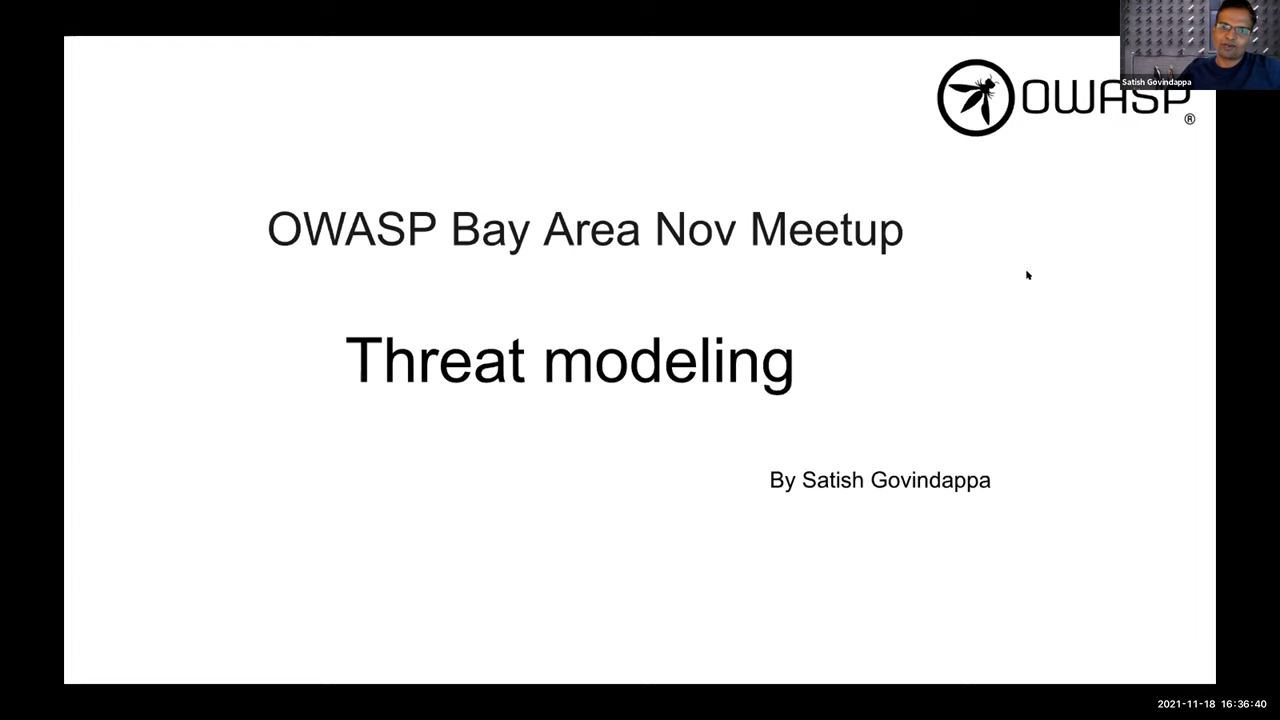 Satish Govindappa
OWASP
®
OWASP Bay Area Nov Meetup
Threat modeling
By Satish Govindappa
2021-11-18 16:36:40